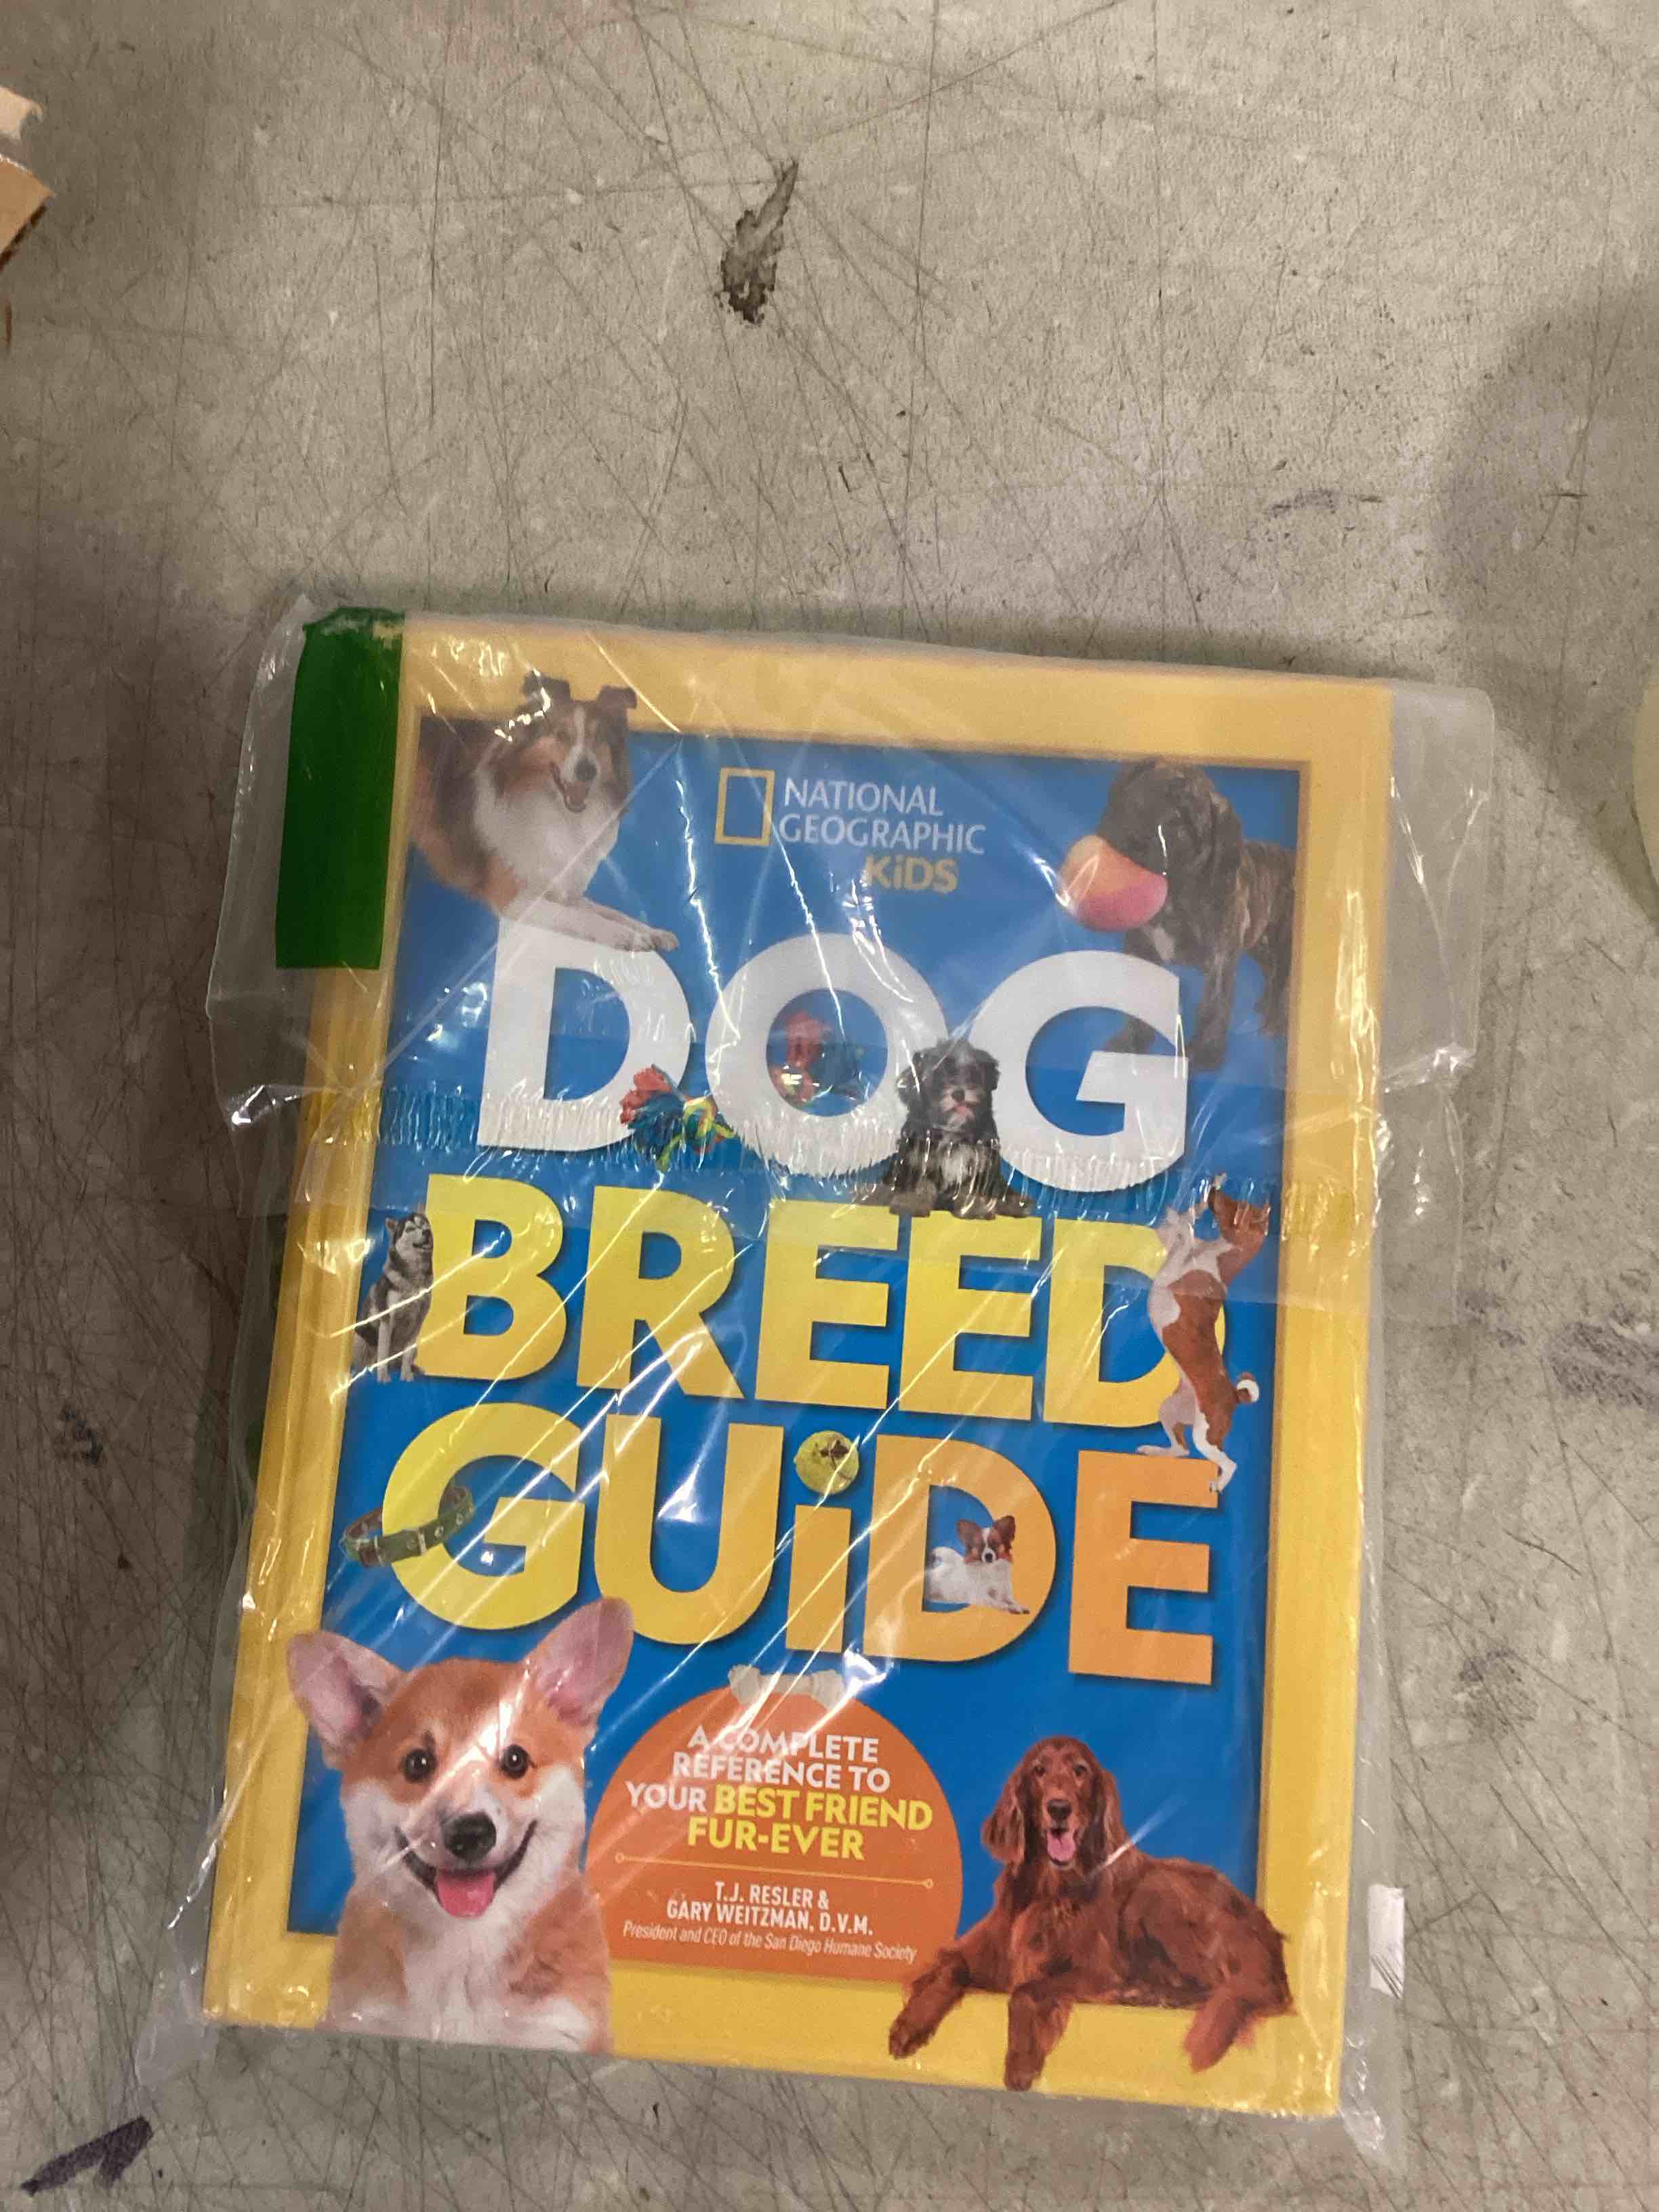 NATIONAL
GEOGRAPHIC
KiDS
DOG
BREED
GUiDE
A COMPLETE
REFERENCE TO
YOUR BEST FRIEND
FUR-EVER
T.J. RESLER &
GARY WEITZMAN, D.V.M.
President and CEO of the San Diego Humane Society